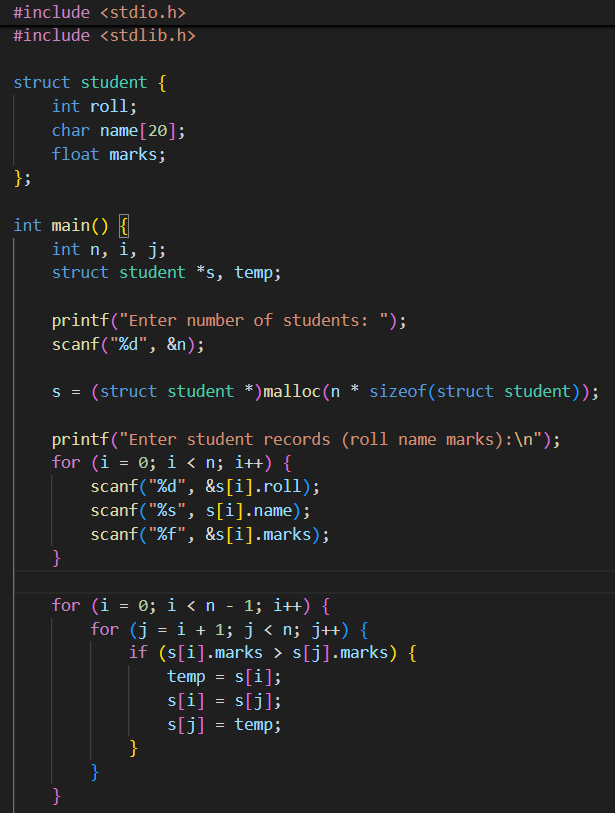 #include <stdio.h>
#include <stdlib.h>
struct student {
int roll;
char name[20];
float marks;
};
int main() {
int n, i, j;
struct student *s, temp;
printf("Enter number of students: ");
scanf("%d", &n);
s = (struct student *)malloc(n * sizeof(struct student));
printf("Enter student records (roll name marks):\n");
for (i = 0; i < n; i++) {
scanf("%d", &s[i].roll);
scanf("%s", s[i].name);
scanf("%f", &s[i].marks);
}
for (i = 0; i < n - 1; i++) {
for (j = i + 1; j < n; j++) {
if (s[i].marks > s[j].marks) {
temp = s[i];
s[i] = s[j];
s[j] = temp;
}
}
}